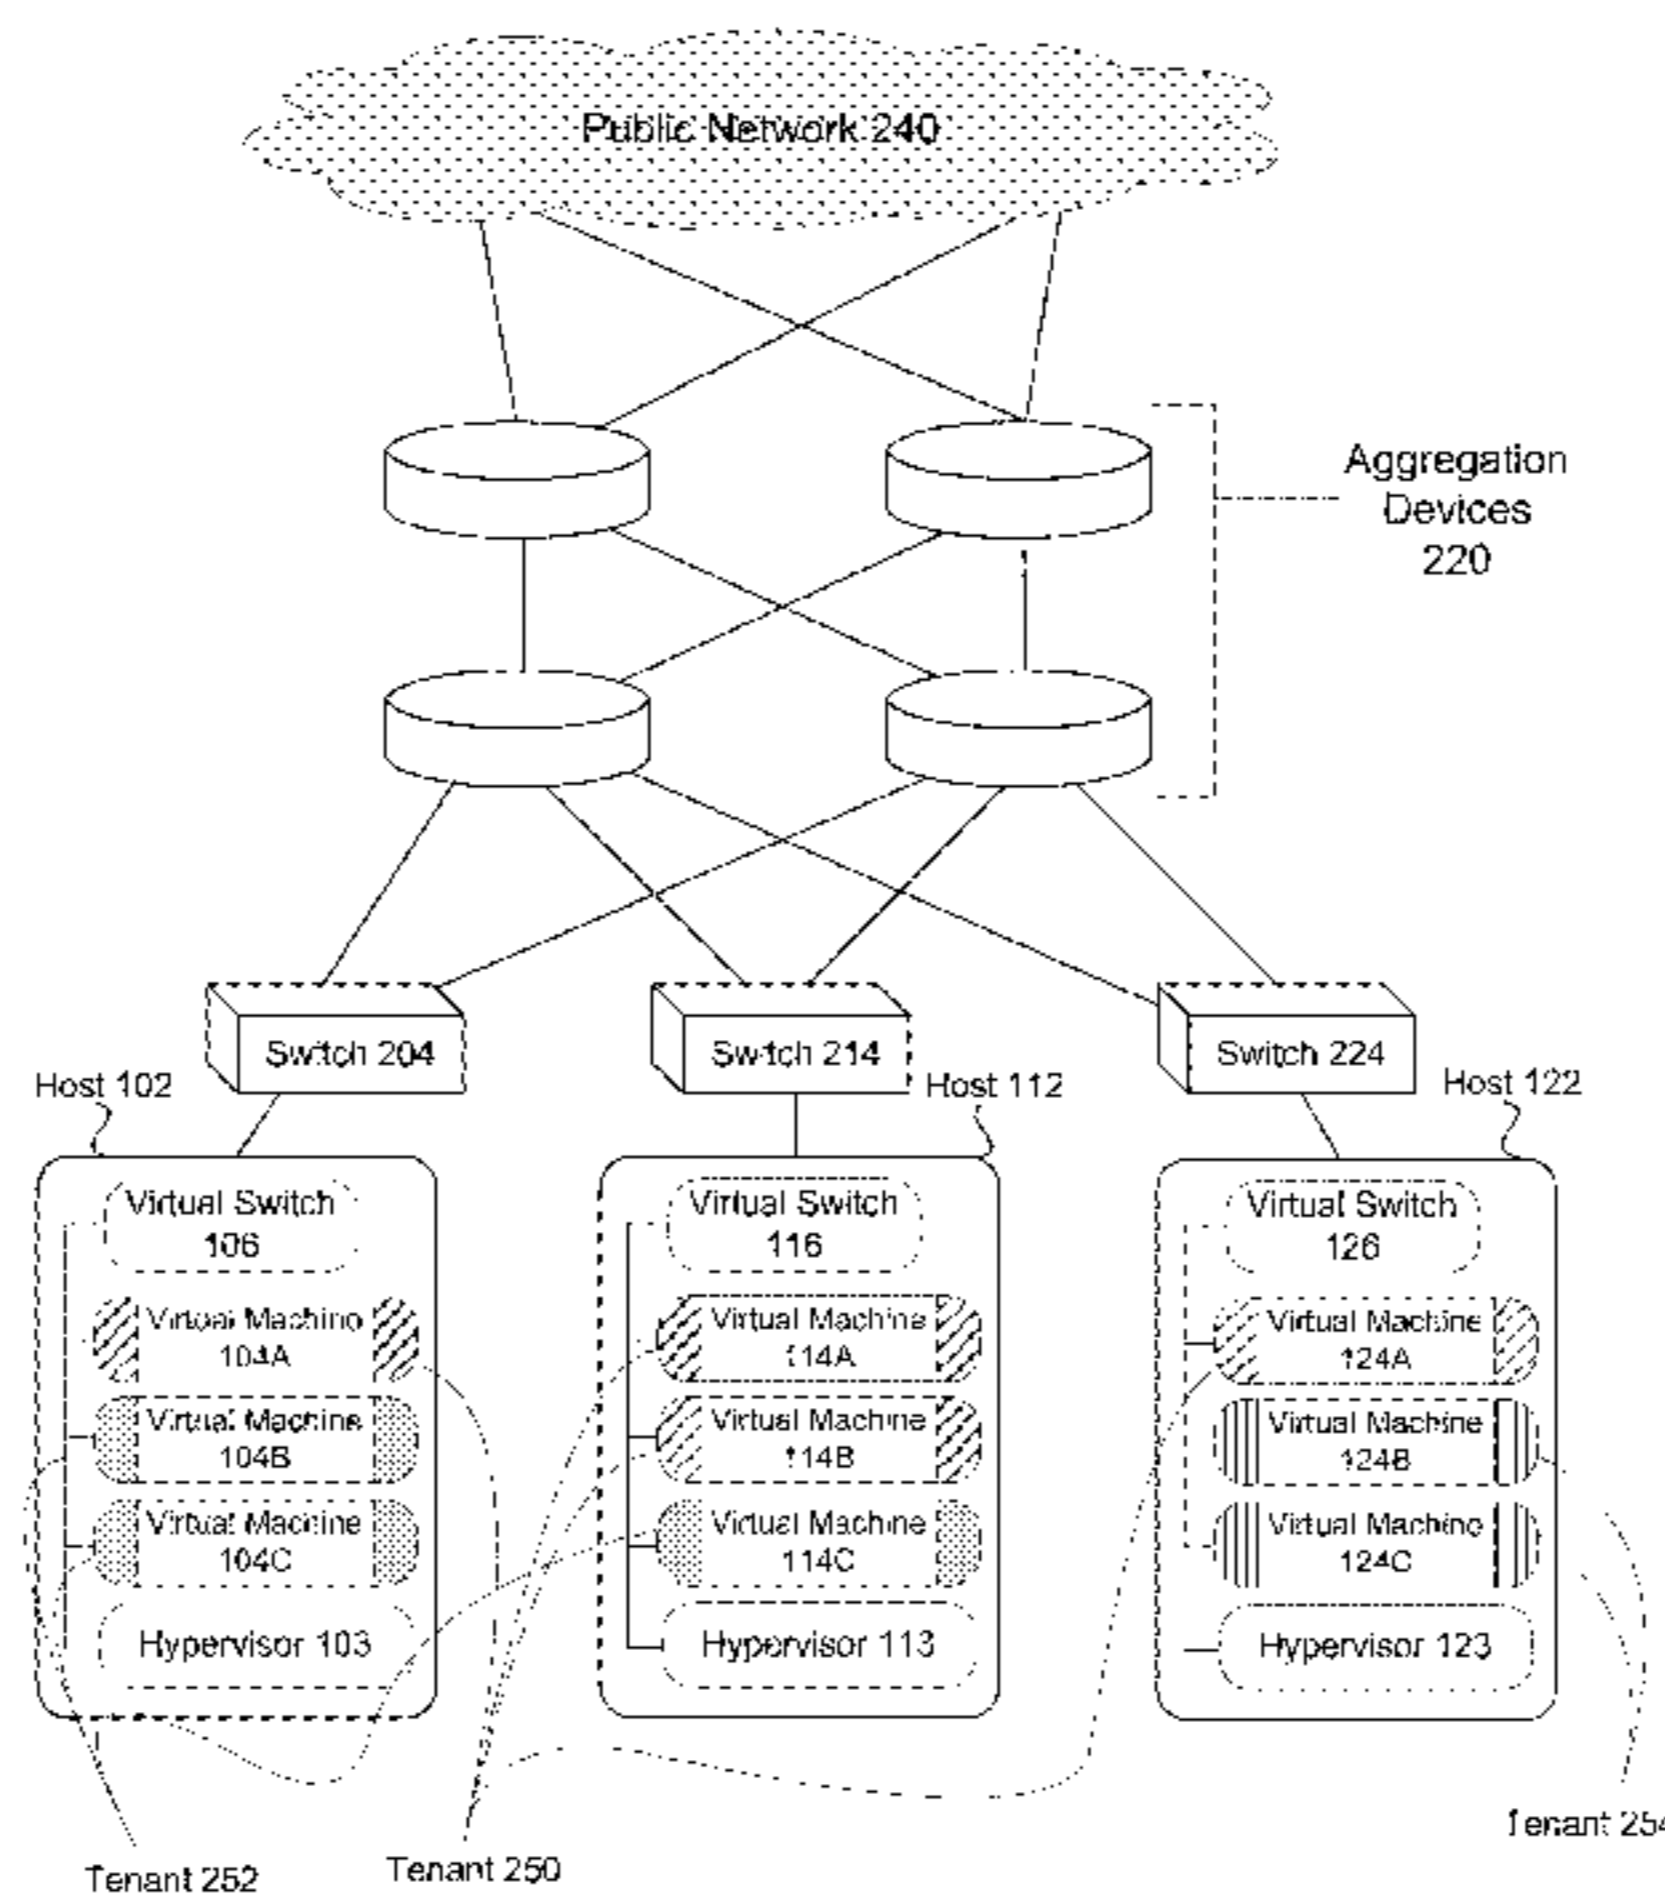 Public Network 240
Aggregation
Devices
220
Switch 204
Switch 214
Switch 224
Host 102
Host 112
Host 122
Virtual Switch
106
Virtual Machine
104A
Virtual Machine
104B
Virtual Machine
104C
Hypervisor 103
Virtual Switch
116
Virtual Machine
114A
Virtual Machine
114B
Virtual Machine
114C
Hypervisor 113
Virtual Switch
126
Virtual Machine
124A
Virtual Machine
124B
Virtual Machine
124C
Hypervisor 123
Tenant 252
Tenant 250
Tenant 254